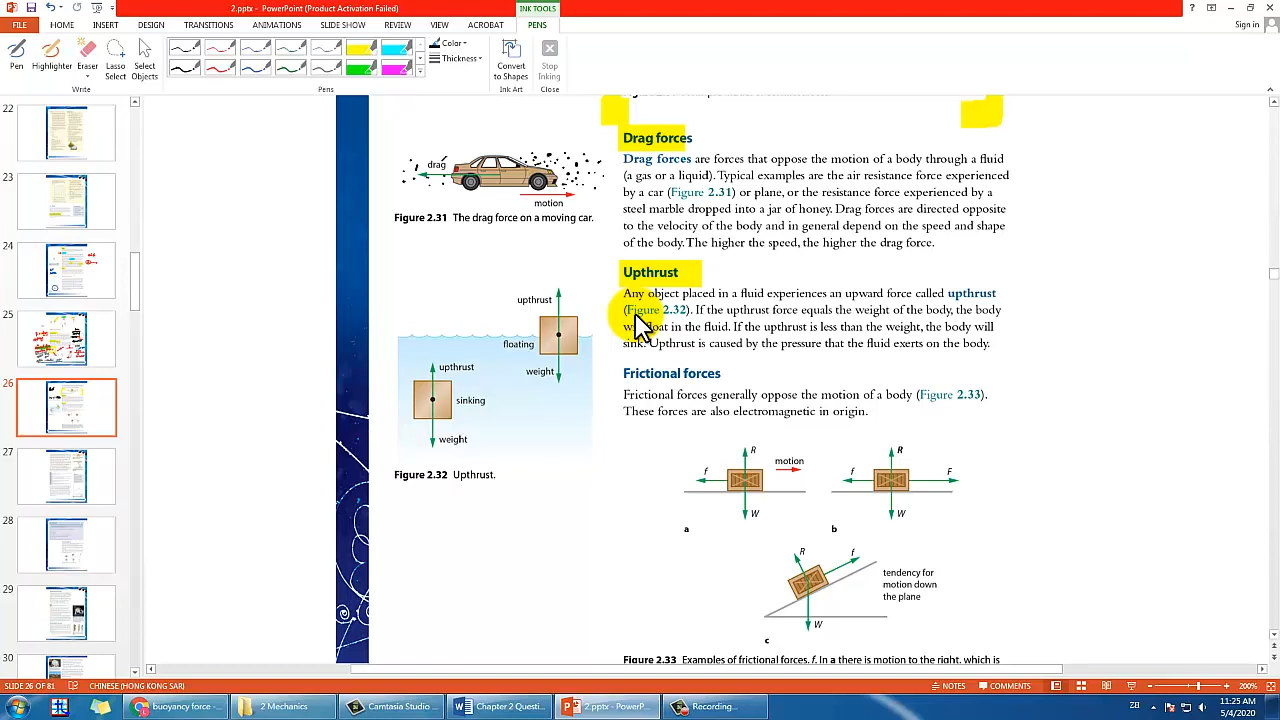 2.pptx - PowerPoint (Product Activation Failed)
INK TOOLS
FILE HOME INSERT DESIGN TRANSITIONS ANIMATIONS SLIDE SHOW REVIEW VIEW ACROBAT PENS
Sign in
Pen
Highlighter
Eraser
Lasso Select
Select Objects
Color
Thickness
Convert to Shapes
Stop Inking
Write
Pens
Ink Art
Close
22
23
24
25
26
27
28
29
30
drag
motion
Figure 2.31 The drag force on a moving car.
Drag forces
Drag forces are forces that oppose the motion of a body through a fluid
(a gas or a liquid). Typical examples are the air resistance force experienced
by a car (Figure 2.31) or plane, or the resistance force experienced by a
steel marble dropped into a jar of honey. Drag forces are directed opposite
to the velocity of the body and in general depend on the speed and shape
of the body. The higher the speed, the higher the drag force.
upthrust
floating
weight
upthrust
sinking
weight
Figure 2.32 Upthrust.
Upthrust
Any object placed in a fluid experiences an upward force called upthrust
(Figure 2.32). If the upthrust force equals the weight of the body, the body
will float in the fluid. If the upthrust is less than the weight, the body will
sink. Upthrust is caused by the pressure that the fluid exerts on the body.
Frictional forces
Frictional forces generally oppose the motion of a body (Figure 2.33).
These forces are also electromagnetic in origin.
R
motion
f
W
a
R
f
F
W
b
R
f
tendency for
motion down
the plane
W
c
Figure 2.33 Examples of frictional forces, f. In a there is motion to the right, which is
SLIDE 26 OF 81 CHINESE (HONG KONG SAR) NOTES COMMENTS 200%
buoyancy force -... 2 Mechanics Camtasia Studio ... Chapter 2 Questi... 2.pptx - PowerP... Recording... ZH 11:25 AM
5/4/2020